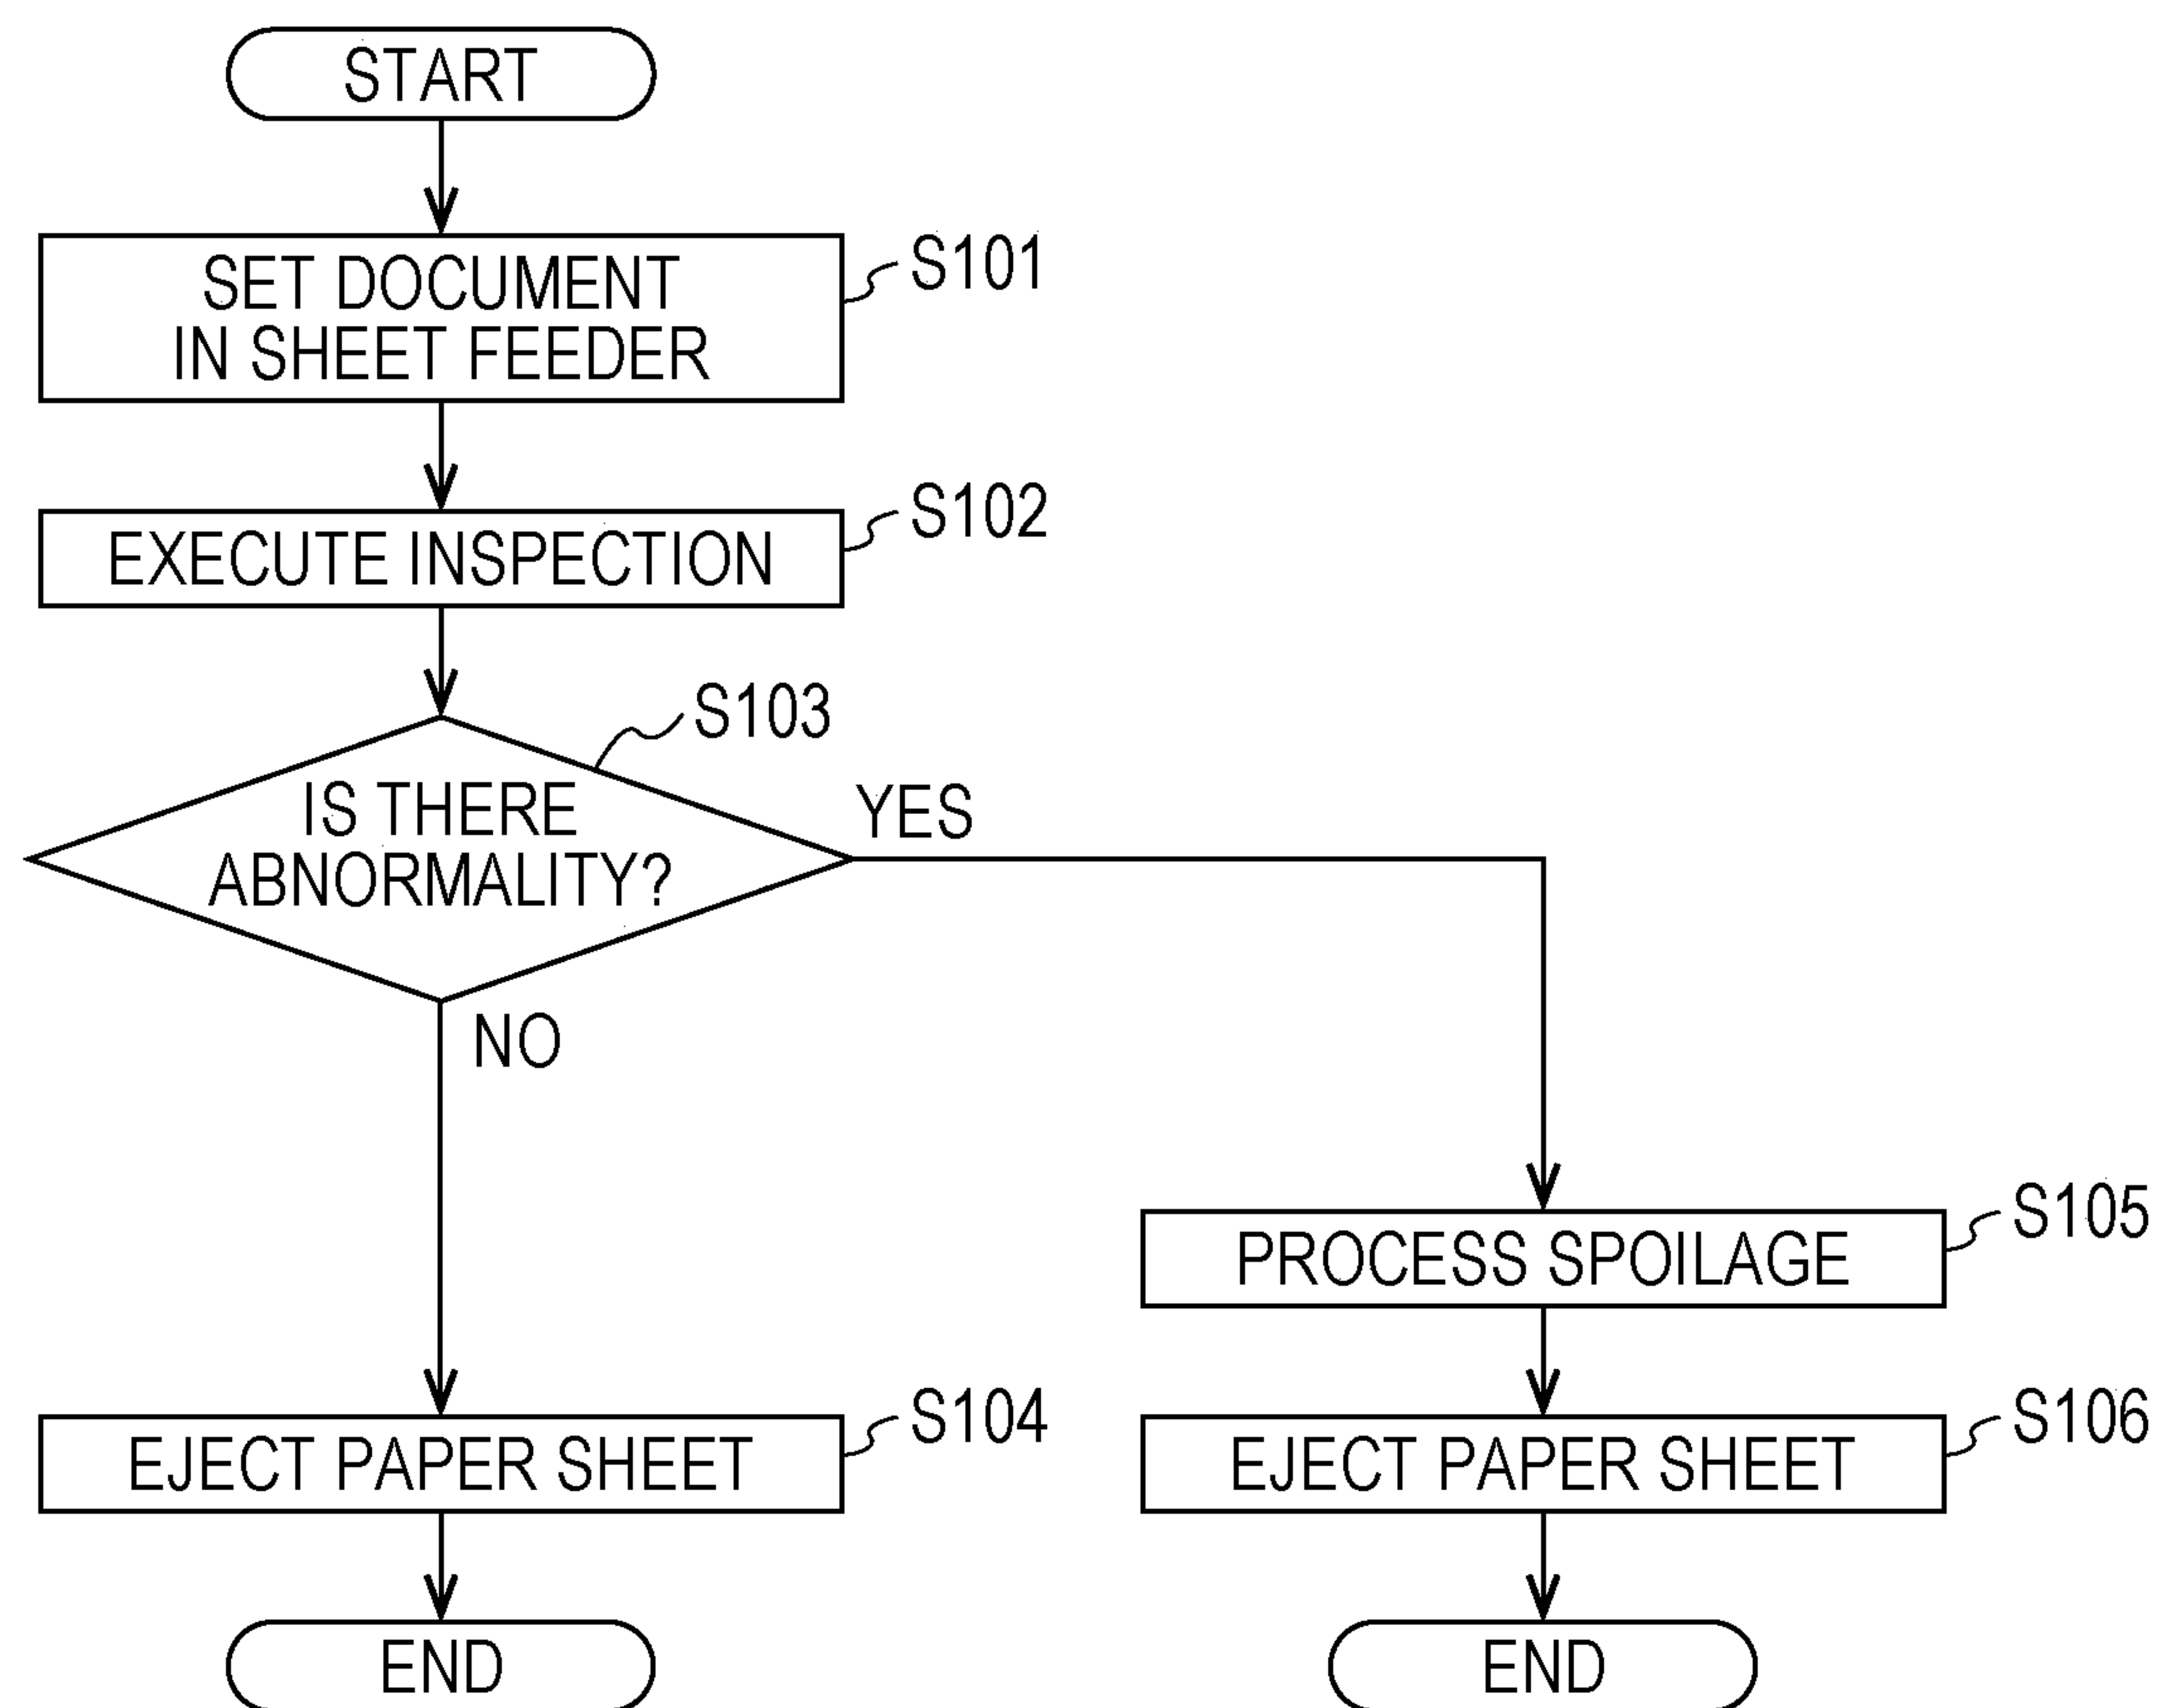 START
SET DOCUMENT
IN SHEET FEEDER
S101
EXECUTE INSPECTION
S102
S103
IS THERE
ABNORMALITY?
YES
NO
PROCESS SPOILAGE
S105
EJECT PAPER SHEET
S104
EJECT PAPER SHEET
S106
END
END